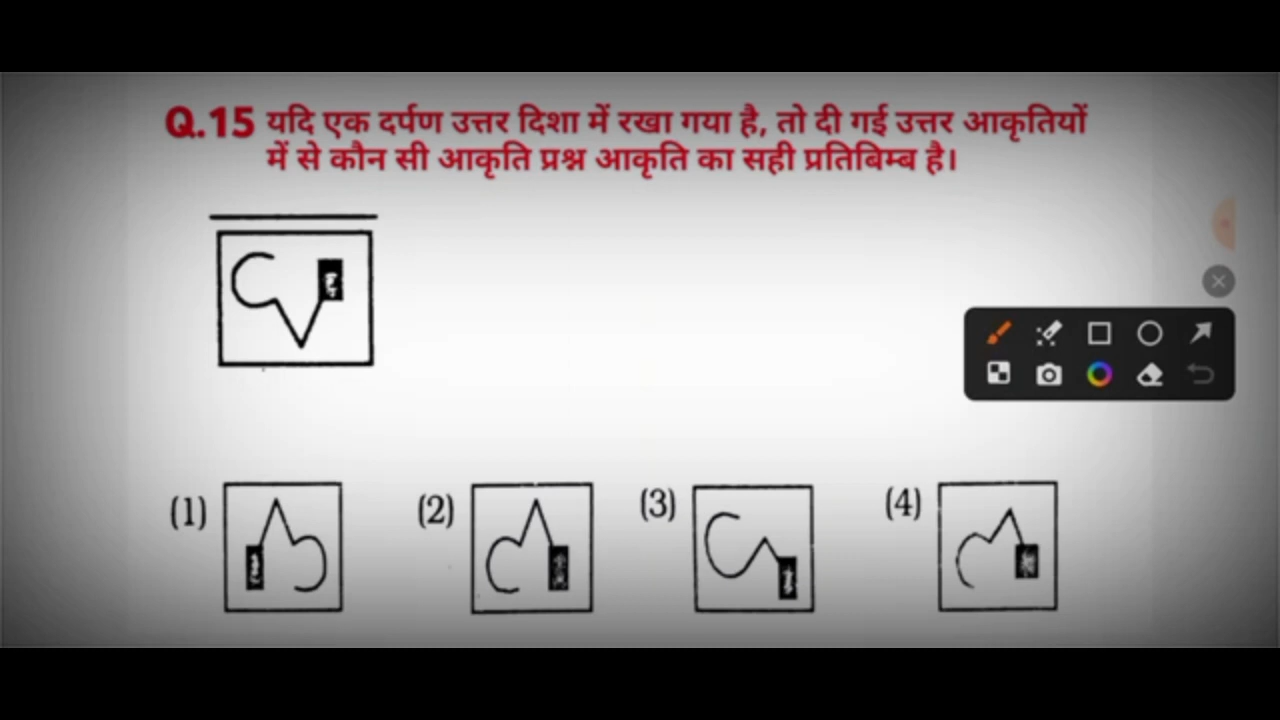 Q.15 यदि एक दर्पण उत्तर दिशा में रखा गया है, तो दी गई उत्तर आकृतियों
में से कौन सी आकृति प्रश्न आकृति का सही प्रतिबिम्ब है।
(1) (2) (3) (4)